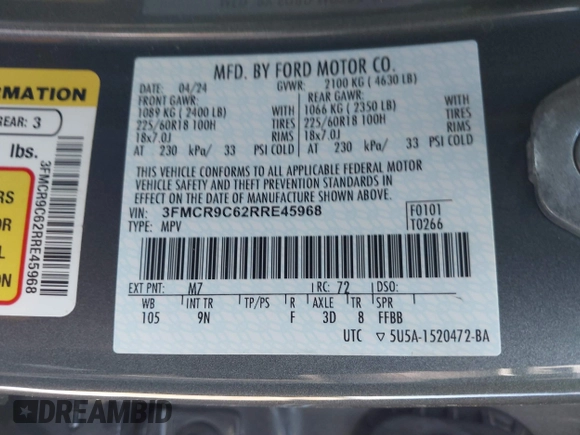 MFD. BY FORD MOTOR CO.
DATE: 04/24 GVWR: 2100 KG ( 4630 LB)
FRONT GAWR: REAR GAWR:
1089 KG ( 2400 LB) WITH 1066 KG ( 2350 LB) WITH
225/60R18 100H TIRES 225/60R18 100H TIRES
18x7.0J RIMS 18x7.0J RIMS
AT 230 kPa/ 33 PSI COLD AT 230 kPa/ 33 PSI COLD
THIS VEHICLE CONFORMS TO ALL APPLICABLE FEDERAL MOTOR
VEHICLE SAFETY AND THEFT PREVENTION STANDARDS IN
EFFECT ON THE DATE OF MANUFACTURE SHOWN ABOVE.
VIN: 3FMCR9C62RRE45968 F0101
TYPE: MPV T0266
EXT PNT: M7 RC: 72 DSO:
WB INT TR TP/PS R AXLE TR SPR
105 9N F 3D 8 FFBB
UTC ▽ 5U5A-1520472-BA
ORMATION
REAR: 3
lbs.
3FMCR9C62RRE45968
RS
OR
L
ON
DREAMBID